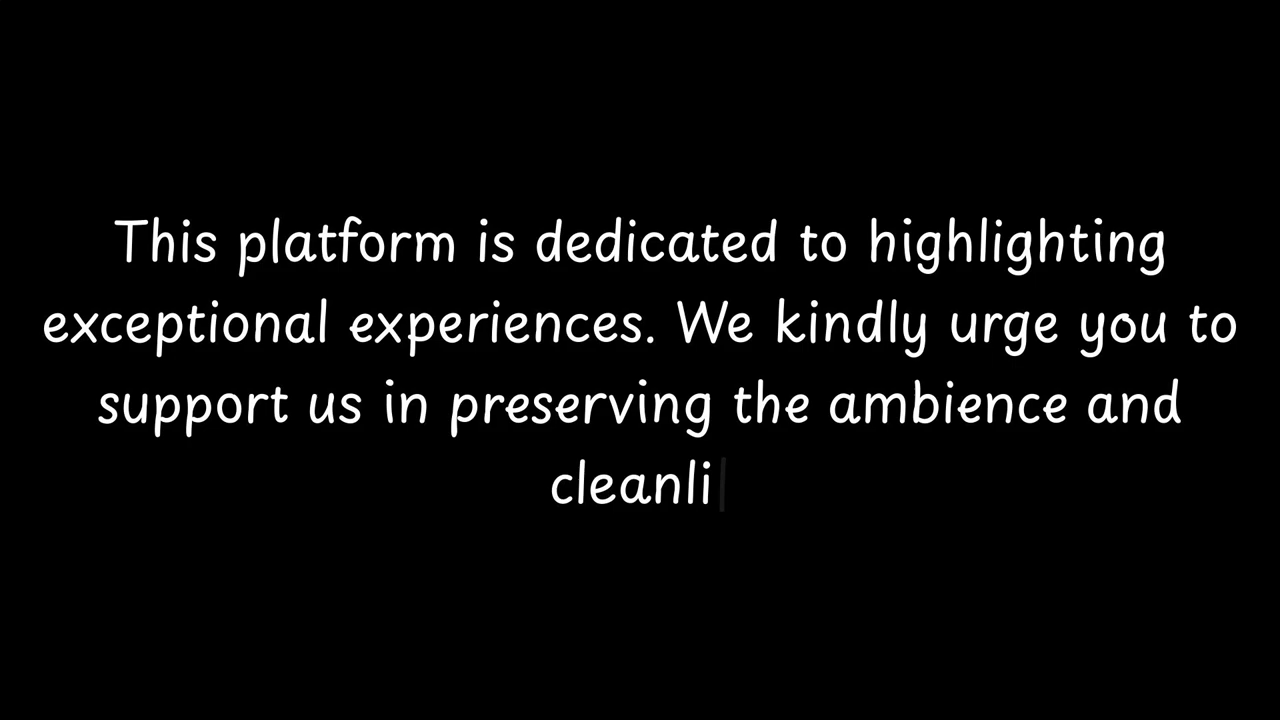 This platform is dedicated to highlighting
exceptional experiences. We kindly urge you to
support us in preserving the ambience and
cleanli